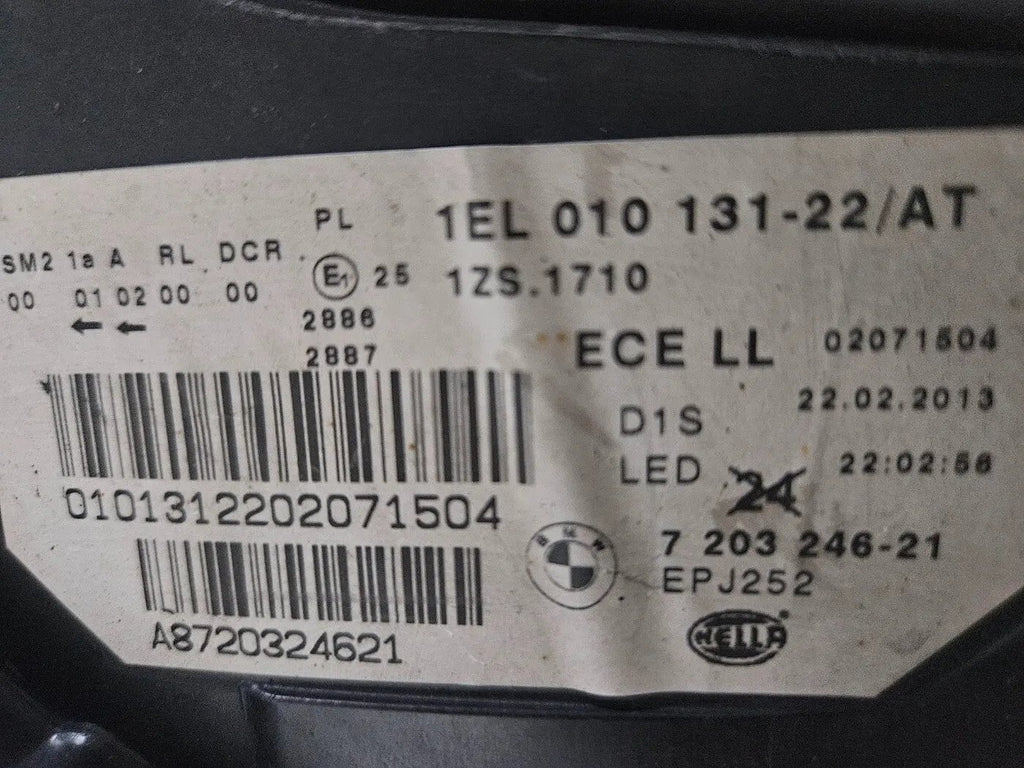 PL 1EL 010 131-22/AT
SM2 1a A RL DCR
E1 25 1ZS.1710
00 01 02 00 00
2886
2887
ECE LL 02071504
D1S 22.02.2013
LED 24 22:02:56
0101312202071504
7 203 246-21
BMW
EPJ252
A8720324621
HELLA